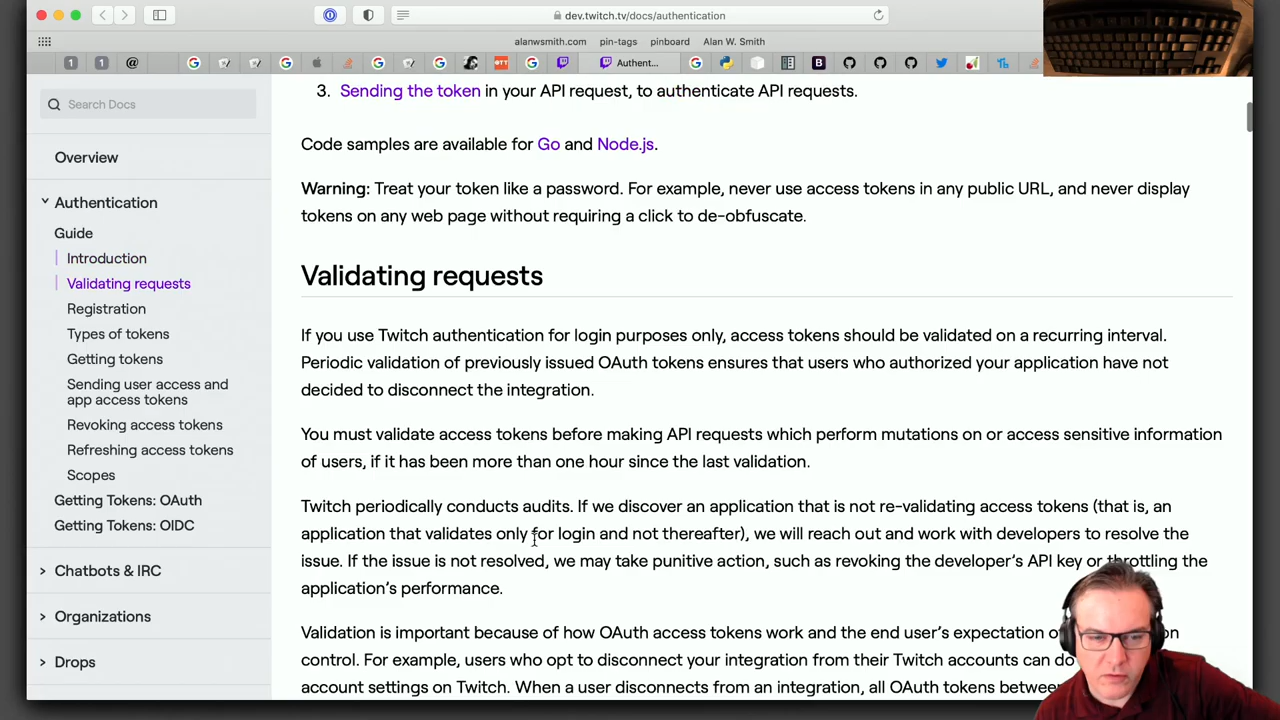 dev.twitch.tv/docs/authentication
alanwsmith.com pin-tags pinboard Alan W. Smith
Authent...
Search Docs
Overview
Authentication
Guide
Introduction
Validating requests
Registration
Types of tokens
Getting tokens
Sending user access and
app access tokens
Revoking access tokens
Refreshing access tokens
Scopes
Getting Tokens: OAuth
Getting Tokens: OIDC
Chatbots & IRC
Organizations
Drops
3. Sending the token in your API request, to authenticate API requests.
Code samples are available for Go and Node.js.
Warning: Treat your token like a password. For example, never use access tokens in any public URL, and never display
tokens on any web page without requiring a click to de-obfuscate.
Validating requests
If you use Twitch authentication for login purposes only, access tokens should be validated on a recurring interval.
Periodic validation of previously issued OAuth tokens ensures that users who authorized your application have not
decided to disconnect the integration.
You must validate access tokens before making API requests which perform mutations on or access sensitive information
of users, if it has been more than one hour since the last validation.
Twitch periodically conducts audits. If we discover an application that is not re-validating access tokens (that is, an
application that validates only for login and not thereafter), we will reach out and work with developers to resolve the
issue. If the issue is not resolved, we may take punitive action, such as revoking the developer's API key or throttling the
application's performance.
Validation is important because of how OAuth access tokens work and the end user's expectation
control. For example, users who opt to disconnect your integration from their Twitch accounts can do
account settings on Twitch. When a user disconnects from an integration, all OAuth tokens